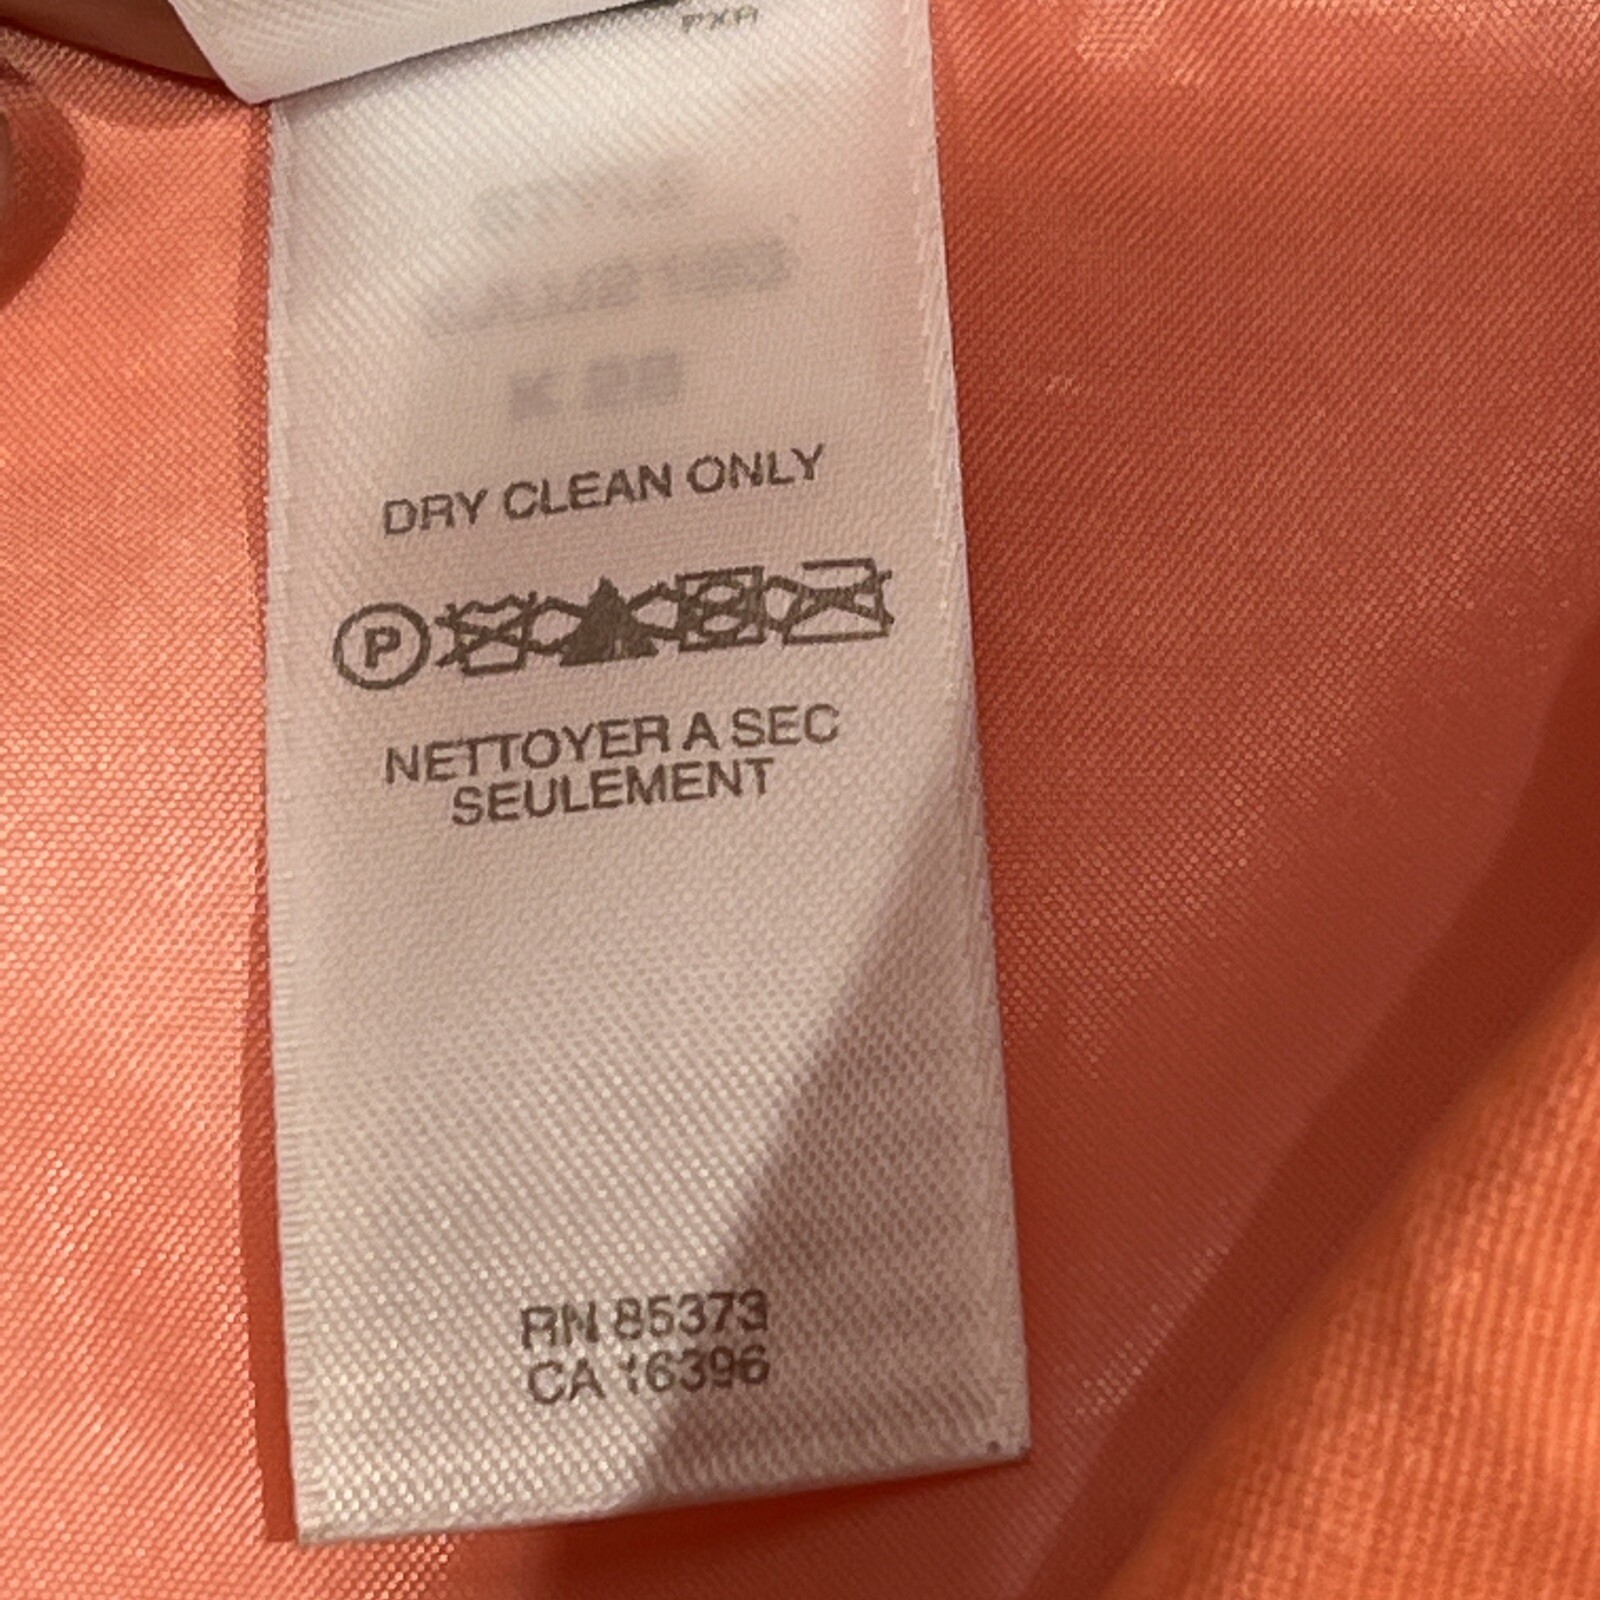 DRY CLEAN ONLY
P
NETTOYER A SEC
SEULEMENT
RN 85373
CA 16396